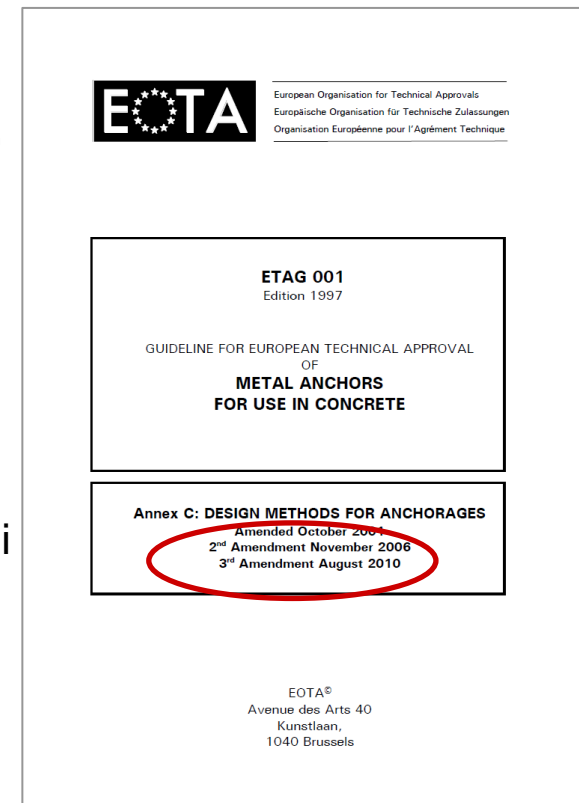 EOTA
European Organisation for Technical Approvals
Europäische Organisation für Technische Zulassungen
Organisation Européenne pour l'Agrément Technique
ETAG 001
Edition 1997
GUIDELINE FOR EUROPEAN TECHNICAL APPROVAL
OF
METAL ANCHORS
FOR USE IN CONCRETE
i
Annex C: DESIGN METHODS FOR ANCHORAGES
Amended October 2001
2nd Amendment November 2006
3rd Amendment August 2010
EOTA©
Avenue des Arts 40
Kunstlaan,
1040 Brussels